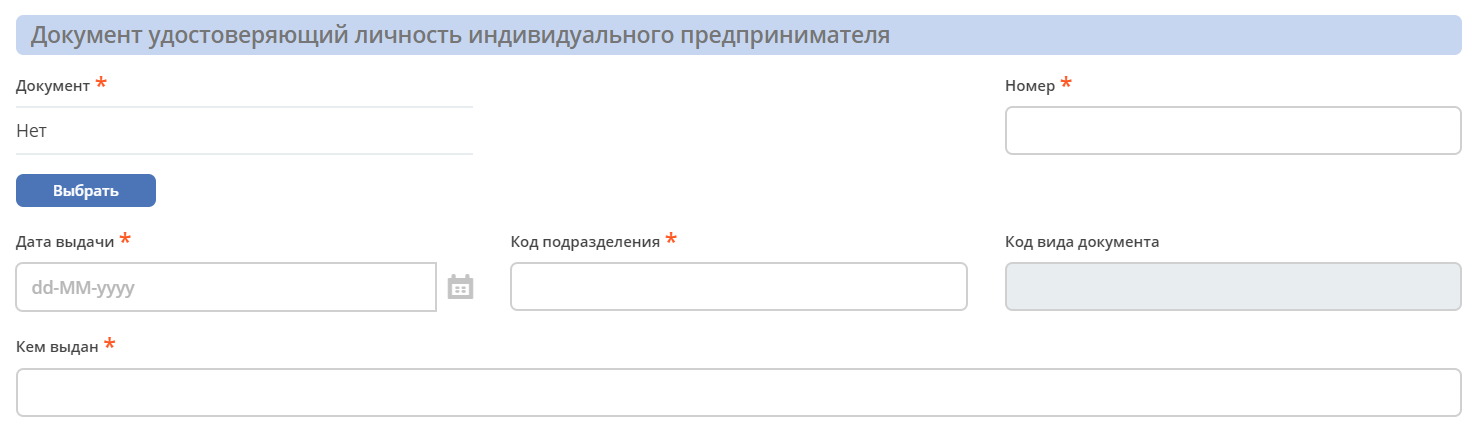 Документ удостоверяющий личность индивидуального предпринимателя
Документ *
Номер *
Нет
Выбрать
Дата выдачи *
Код подразделения *
Код вида документа
dd-MM-yyyy
Кем выдан *